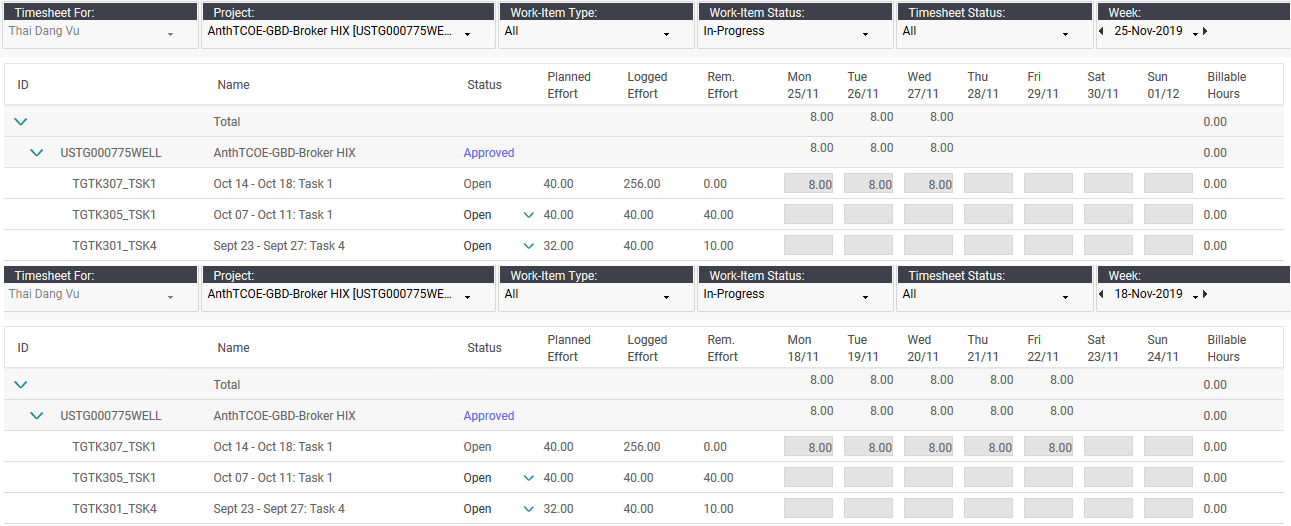 Timesheet For: Project: Work-Item Type: Work-Item Status: Timesheet Status: Week:
Thai Dang Vu AnthTCOE-GBD-Broker HIX [USTG000775WE... All In-Progress All 25-Nov-2019
ID Name Status Planned Effort Logged Effort Rem. Effort Mon 25/11 Tue 26/11 Wed 27/11 Thu 28/11 Fri 29/11 Sat 30/11 Sun 01/12 Billable Hours
Total 8.00 8.00 8.00 0.00
USTG000775WELL AnthTCOE-GBD-Broker HIX Approved 8.00 8.00 8.00 0.00
TGTK307_TSK1 Oct 14 - Oct 18: Task 1 Open 40.00 256.00 0.00 8.00 8.00 8.00 0.00
TGTK305_TSK1 Oct 07 - Oct 11: Task 1 Open 40.00 40.00 40.00 0.00
TGTK301_TSK4 Sept 23 - Sept 27: Task 4 Open 32.00 40.00 10.00 0.00
Timesheet For: Project: Work-Item Type: Work-Item Status: Timesheet Status: Week:
Thai Dang Vu AnthTCOE-GBD-Broker HIX [USTG000775WE... All In-Progress All 18-Nov-2019
ID Name Status Planned Effort Logged Effort Rem. Effort Mon 18/11 Tue 19/11 Wed 20/11 Thu 21/11 Fri 22/11 Sat 23/11 Sun 24/11 Billable Hours
Total 8.00 8.00 8.00 8.00 8.00 0.00
USTG000775WELL AnthTCOE-GBD-Broker HIX Approved 8.00 8.00 8.00 8.00 8.00 0.00
TGTK307_TSK1 Oct 14 - Oct 18: Task 1 Open 40.00 256.00 0.00 8.00 8.00 8.00 8.00 8.00 0.00
TGTK305_TSK1 Oct 07 - Oct 11: Task 1 Open 40.00 40.00 40.00 0.00
TGTK301_TSK4 Sept 23 - Sept 27: Task 4 Open 32.00 40.00 10.00 0.00